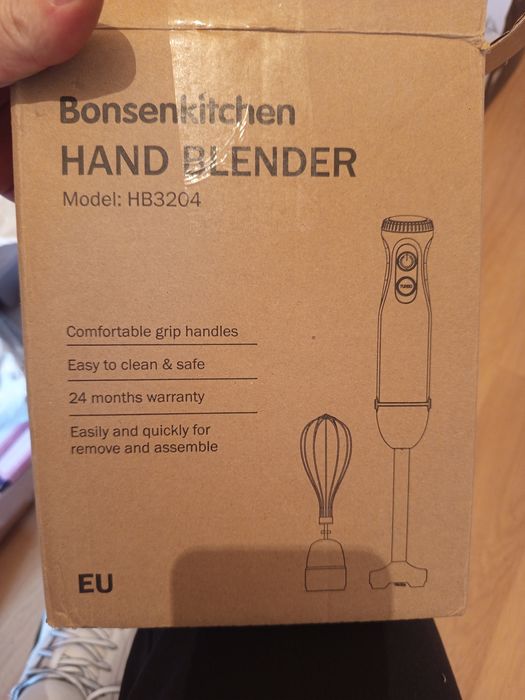 Bonsenkitchen
HAND BLENDER
Model: HB3204
TURBO
Comfortable grip handles
Easy to clean & safe
24 months warranty
Easily and quickly for
remove and assemble
EU